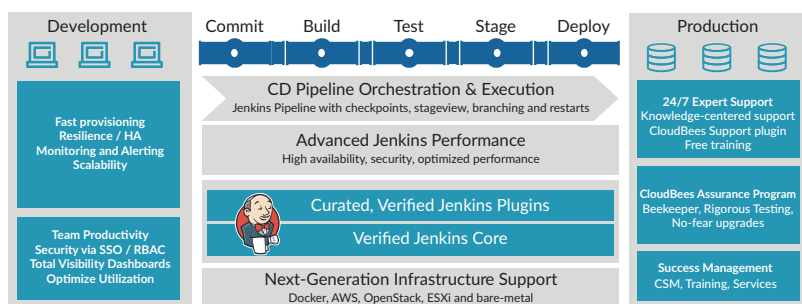 Development
Fast provisioning
Resilience / HA
Monitoring and Alerting
Scalability
Team Productivity
Security via SSO / RBAC
Total Visibility Dashboards
Optimize Utilization
Commit Build Test Stage Deploy
CD Pipeline Orchestration & Execution
Jenkins Pipeline with checkpoints, stageview, branching and restarts
Advanced Jenkins Performance
High availability, security, optimized performance
Curated, Verified Jenkins Plugins
Verified Jenkins Core
Next-Generation Infrastructure Support
Docker, AWS, OpenStack, ESXi and bare-metal
Production
24/7 Expert Support
Knowledge-centered support
CloudBees Support plugin
Free training
CloudBees Assurance Program
Beekeeper, Rigorous Testing,
No-fear upgrades
Success Management
CSM, Training, Services